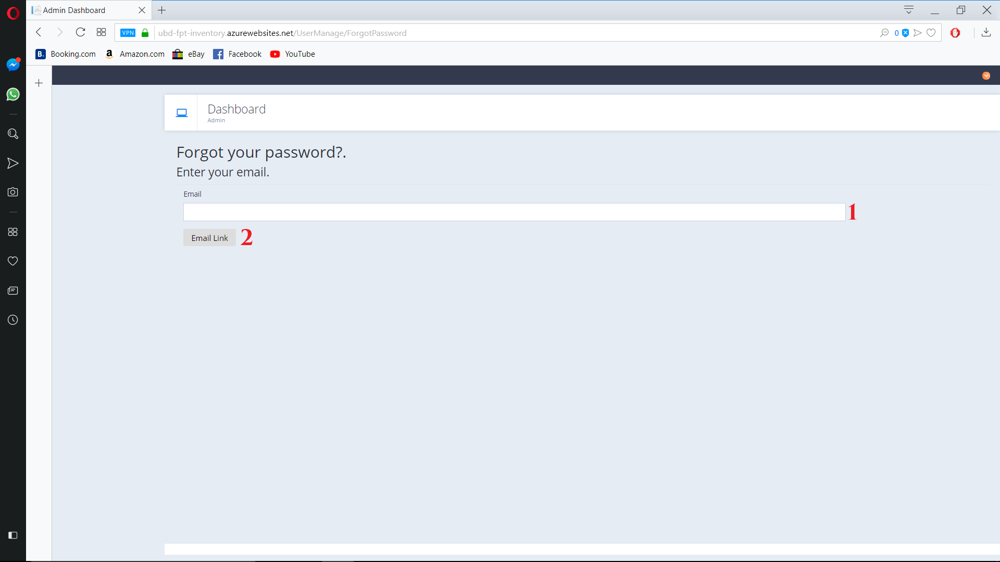 Admin Dashboard
VPN ubd-fpt-inventory.azurewebsites.net/UserManage/ForgotPassword 0
B. Booking.com a Amazon.com eBay Facebook YouTube
Dashboard
Admin
Forgot your password?.
Enter your email.
Email
1
Email Link 2